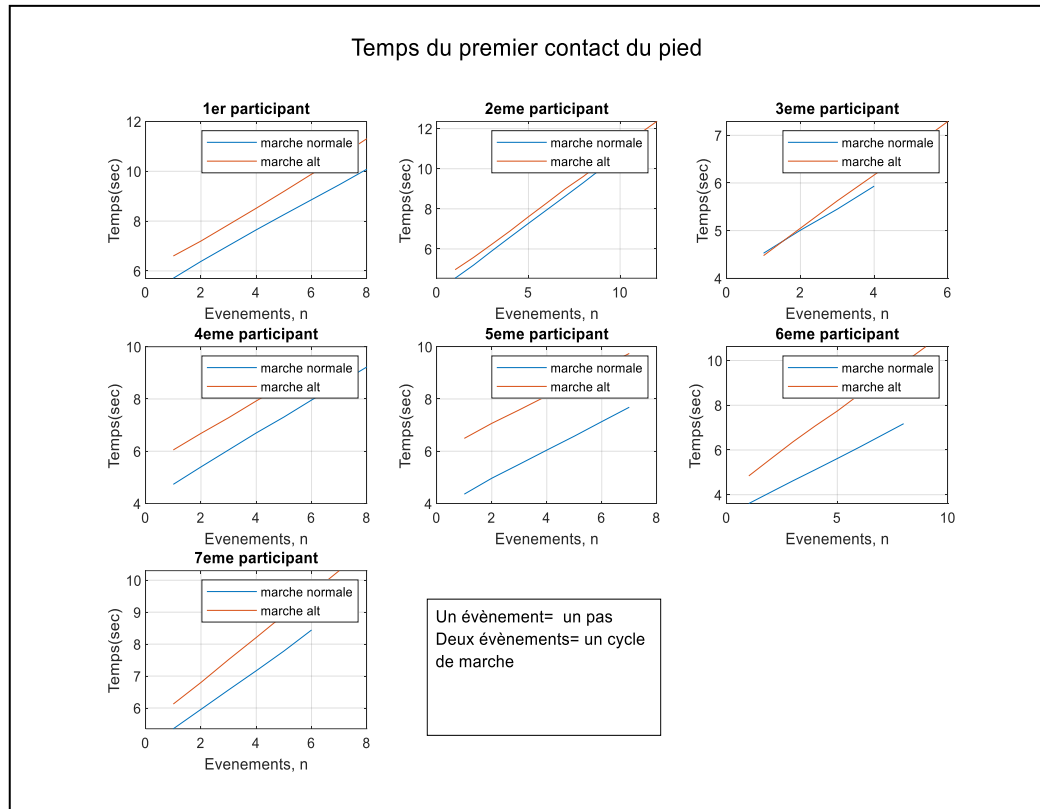 Temps du premier contact du pied
1er participant
12
10
8
6
Temps(sec)
marche normale
marche alt
0
2
4
6
8
Evenements, n
2eme participant
12
10
8
6
Temps(sec)
marche normale
marche alt
0
5
10
Evenements, n
3eme participant
7
6
5
4
Temps(sec)
marche normale
marche alt
0
2
4
6
Evenements, n
4eme participant
10
8
6
4
Temps(sec)
marche normale
marche alt
0
2
4
6
8
Evenements, n
5eme participant
10
8
6
4
Temps(sec)
marche normale
marche alt
0
2
4
6
8
Evenements, n
6eme participant
10
8
6
4
Temps(sec)
marche normale
marche alt
0
5
10
Evenements, n
7eme participant
10
9
8
7
6
Temps(sec)
marche normale
marche alt
0
2
4
6
8
Evenements, n
Un évènement=  un pas
Deux évènements= un cycle
de marche